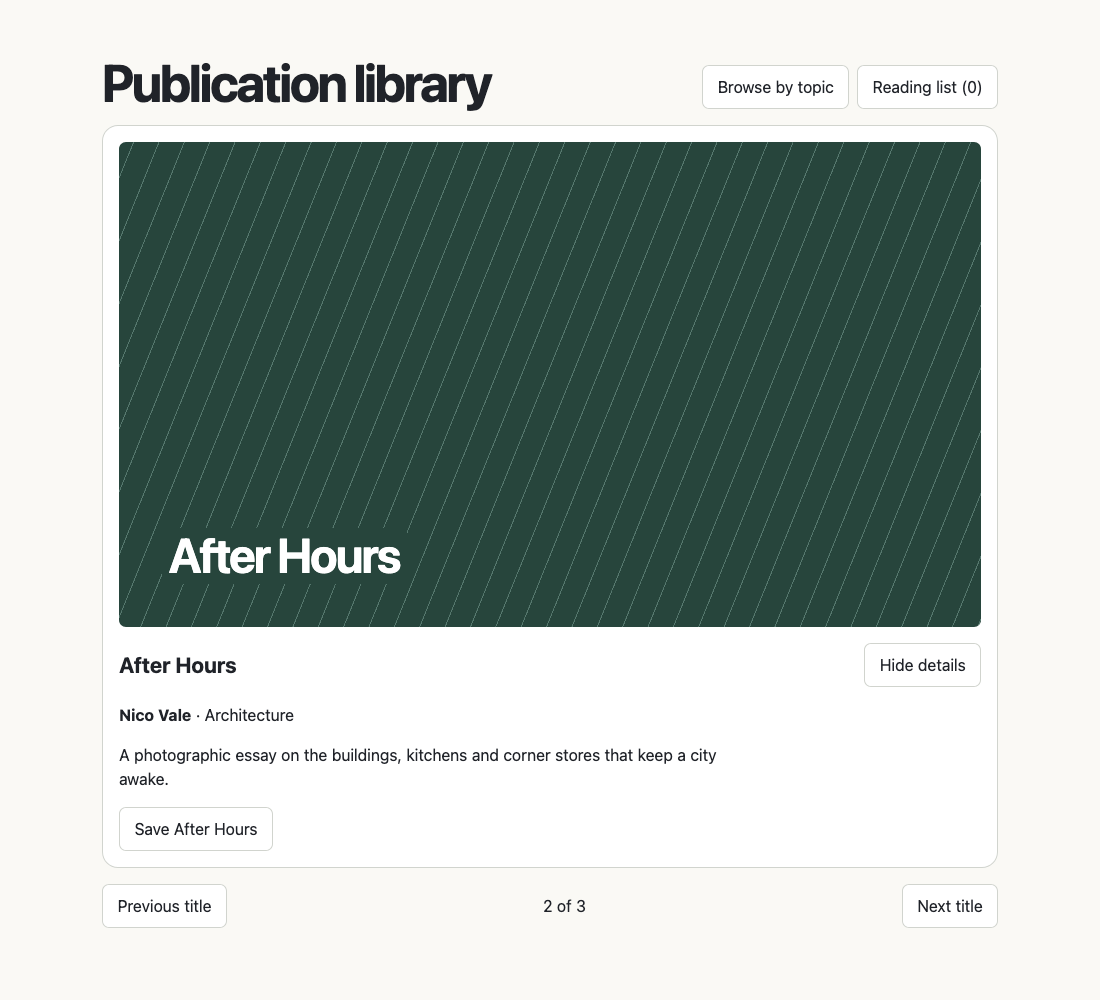 Publication library
Browse by topic
Reading list (0)
After Hours
After Hours
Hide details
Nico Vale · Architecture
A photographic essay on the buildings, kitchens and corner stores that keep a city
awake.
Save After Hours
Previous title
2 of 3
Next title